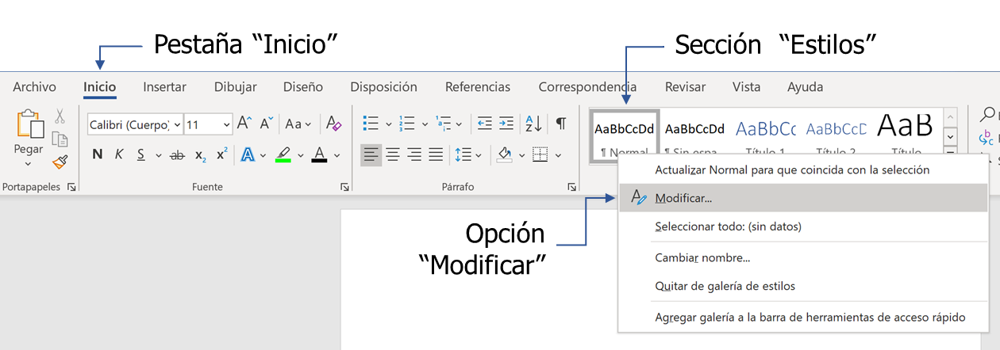 Pestaña “Inicio”
Sección “Estilos”
Archivo Inicio Insertar Dibujar Diseño Disposición Referencias Correspondencia Revisar Vista Ayuda
Calibri (Cuerpo) 11 A A Aa A
AaBbCcDd AaBbCcDd AaBbCc AaBbCcD AaB
Pegar
N K S ab x2 x2 A A
¶ Normal ¶ Sin espa... Título 1 Título 2 Título
Portapapeles Fuente Párrafo
Actualizar Normal para que coincida con la selección
Modificar...
Opción
“Modificar”
Seleccionar todo: (sin datos)
Cambiar nombre...
Quitar de galería de estilos
Agregar galería a la barra de herramientas de acceso rápido